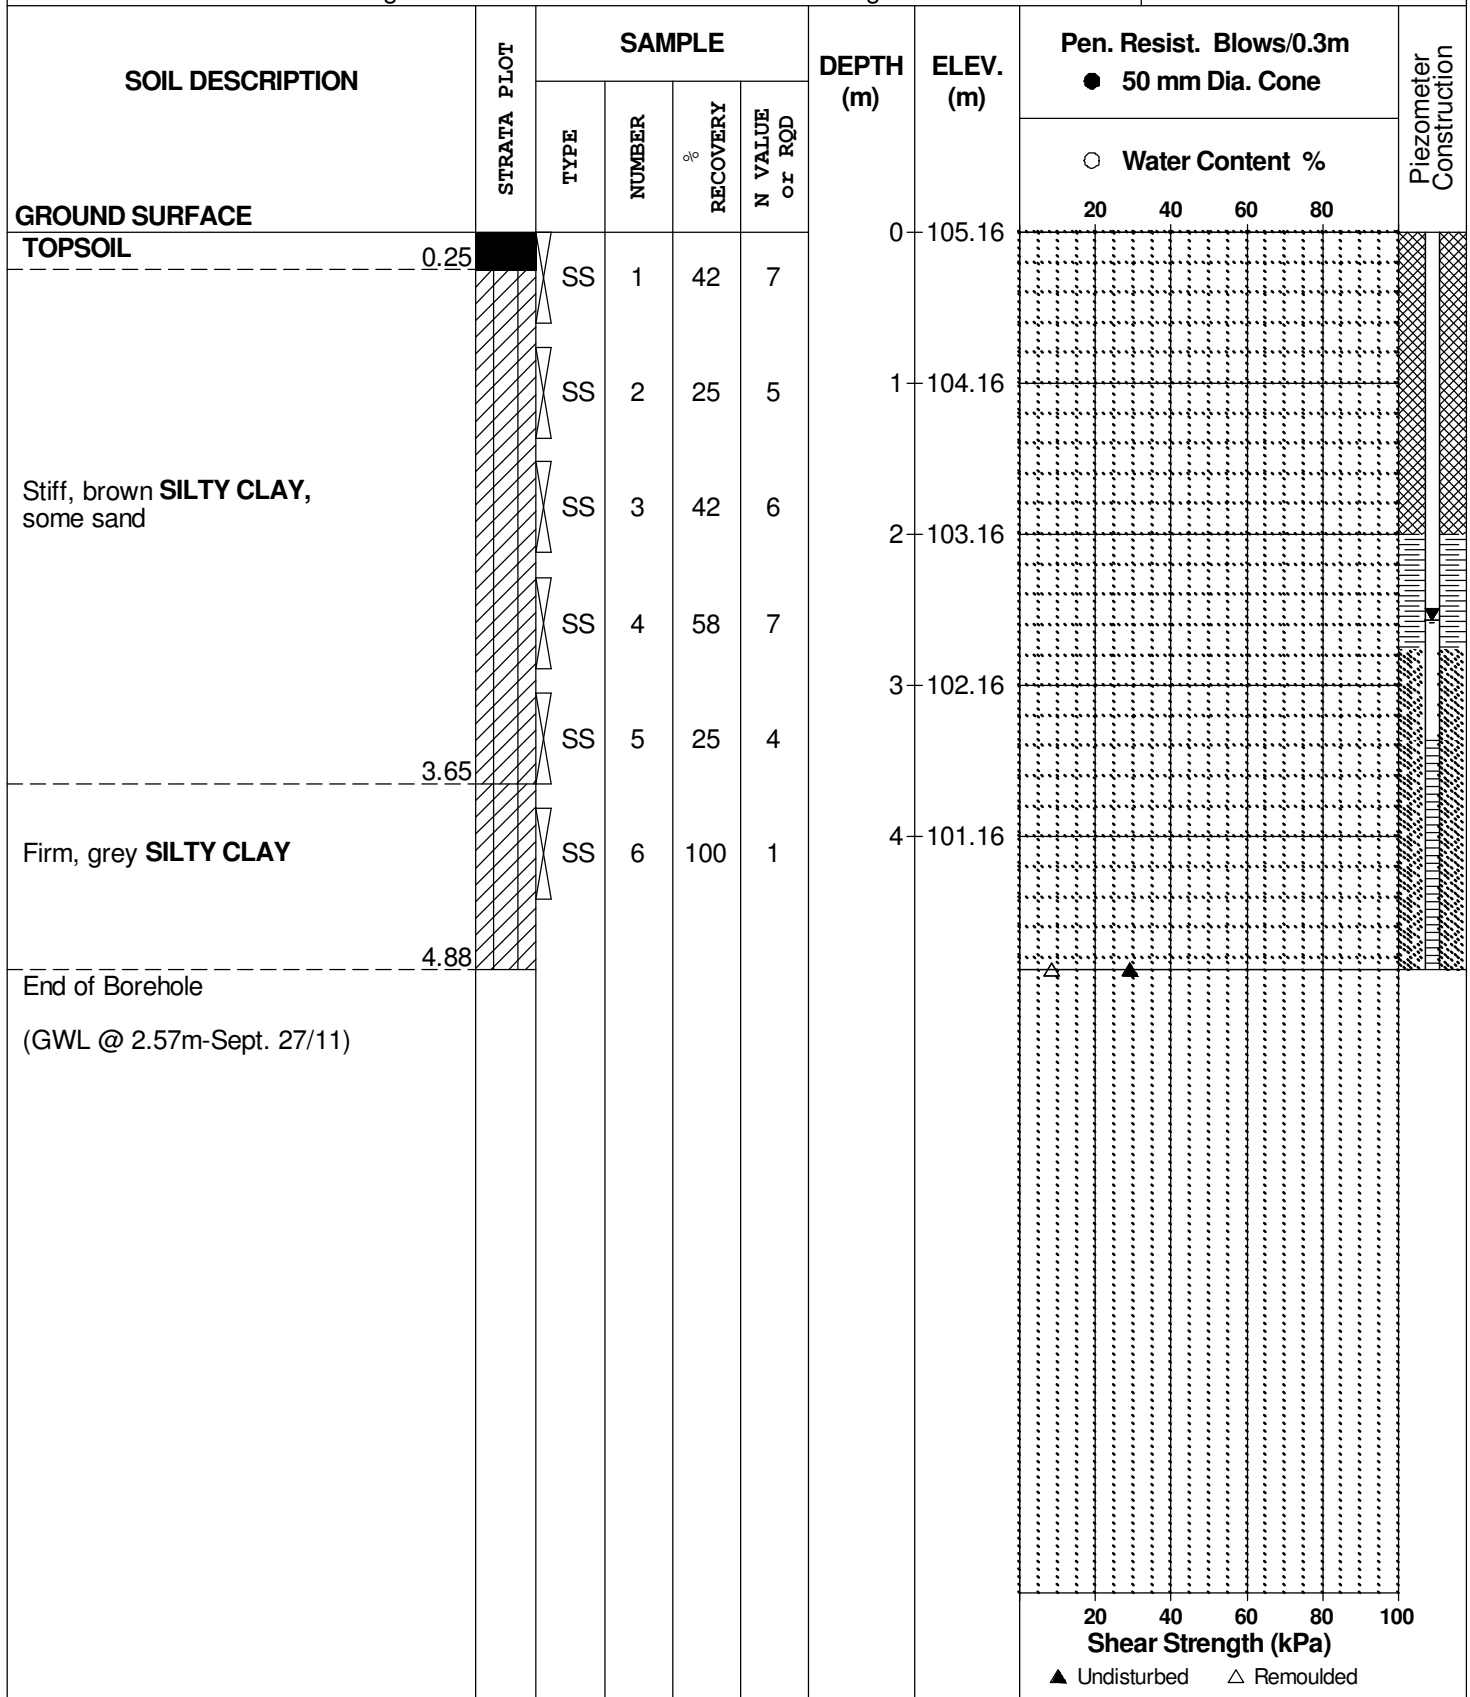 SOIL DESCRIPTION
STRATA PLOT
SAMPLE
TYPE
NUMBER
% RECOVERY
N VALUE or RQD
DEPTH (m)
ELEV. (m)
Pen. Resist. Blows/0.3m
● 50 mm Dia. Cone
○ Water Content %
Piezometer Construction
20 40 60 80
GROUND SURFACE
0 105.16
TOPSOIL
0.25
SS 1 42 7
1 104.16
SS 2 25 5
Stiff, brown SILTY CLAY,
some sand
SS 3 42 6
2 103.16
SS 4 58 7
3 102.16
SS 5 25 4
3.65
4 101.16
Firm, grey SILTY CLAY
SS 6 100 1
4.88
End of Borehole
(GWL @ 2.57m-Sept. 27/11)
20 40 60 80 100
Shear Strength (kPa)
▲ Undisturbed △ Remoulded